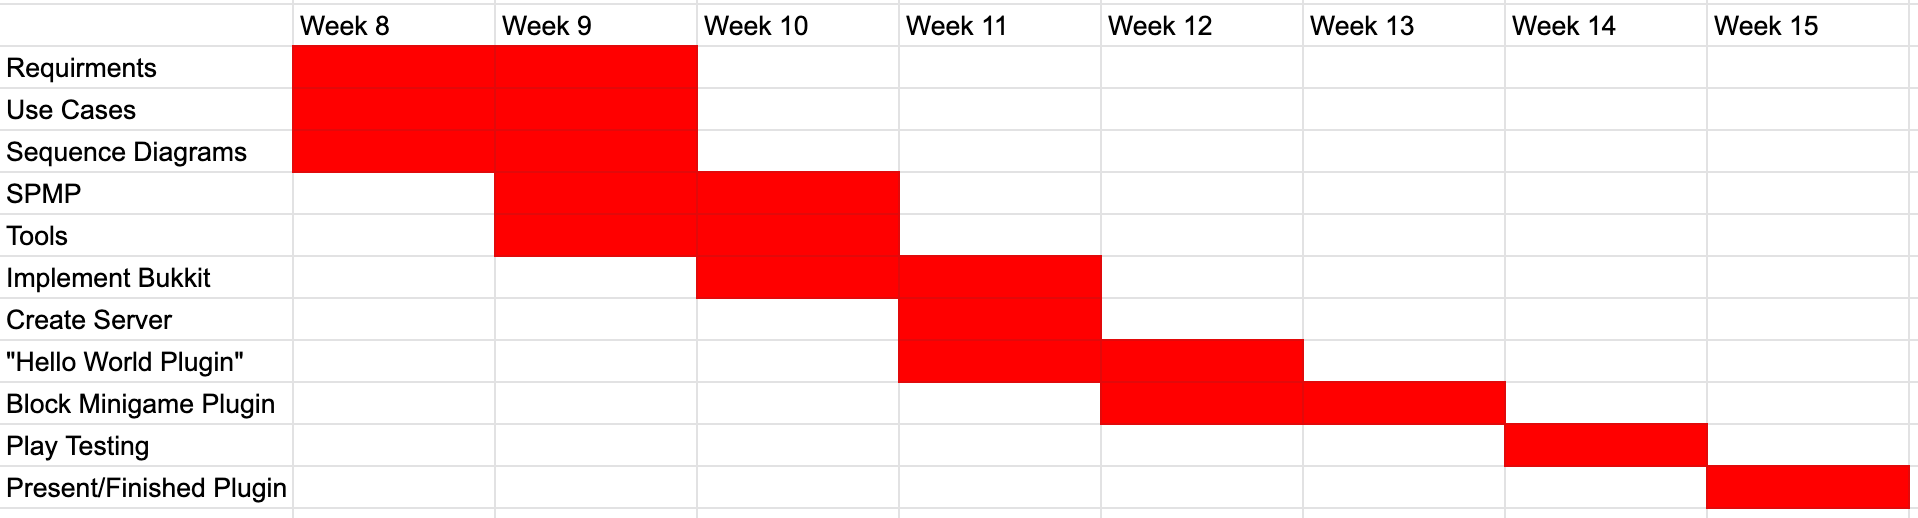 Week 8 Week 9 Week 10 Week 11 Week 12 Week 13 Week 14 Week 15
Requirments
Use Cases
Sequence Diagrams
SPMP
Tools
Implement Bukkit
Create Server
"Hello World Plugin"
Block Minigame Plugin
Play Testing
Present/Finished Plugin